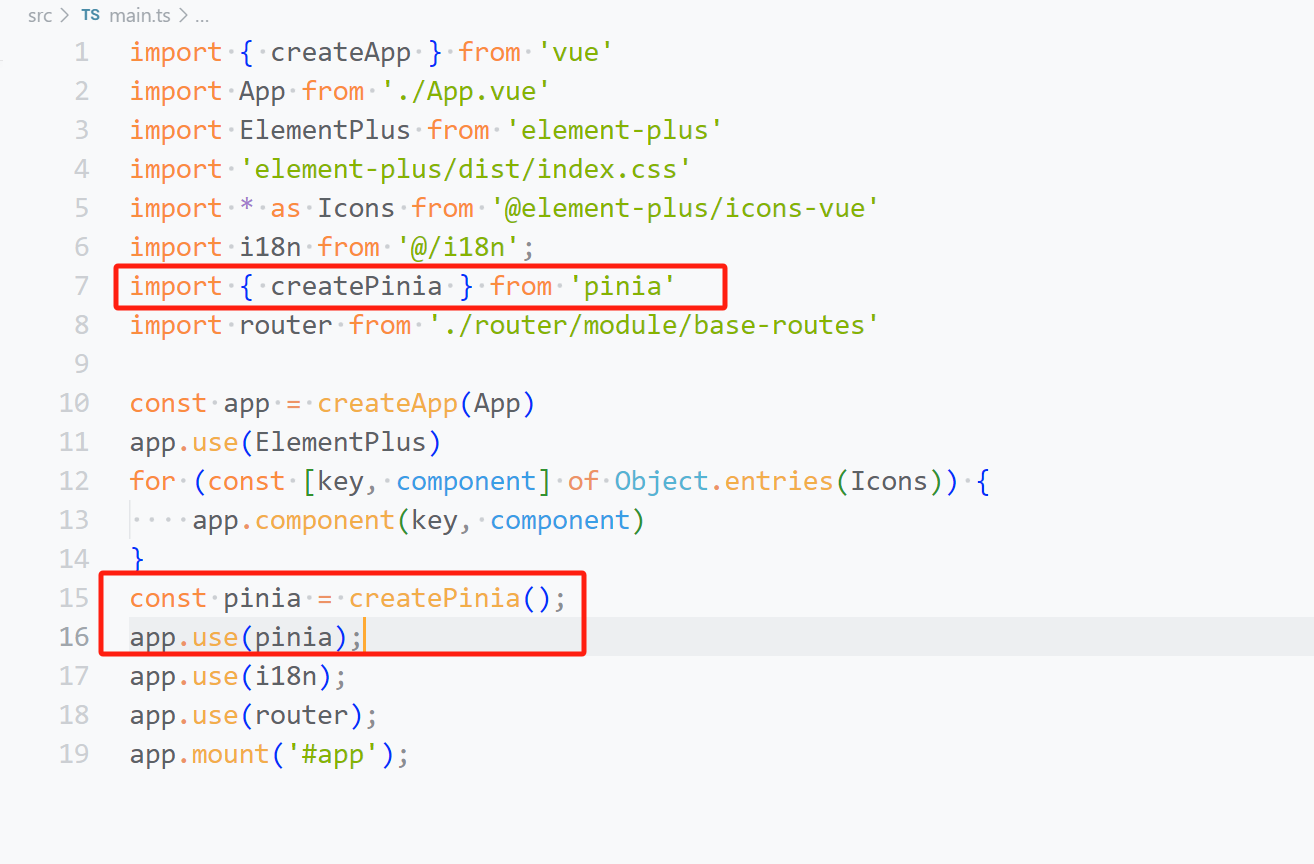 src > TS main.ts > ...
1 import { createApp } from 'vue'
2 import App from './App.vue'
3 import ElementPlus from 'element-plus'
4 import 'element-plus/dist/index.css'
5 import * as Icons from '@element-plus/icons-vue'
6 import i18n from '@/i18n';
7 import { createPinia } from 'pinia'
8 import router from './router/module/base-routes'
9
10 const app = createApp(App)
11 app.use(ElementPlus)
12 for (const [key, component] of Object.entries(Icons)) {
13     app.component(key, component)
14 }
15 const pinia = createPinia();
16 app.use(pinia);
17 app.use(i18n);
18 app.use(router);
19 app.mount('#app');